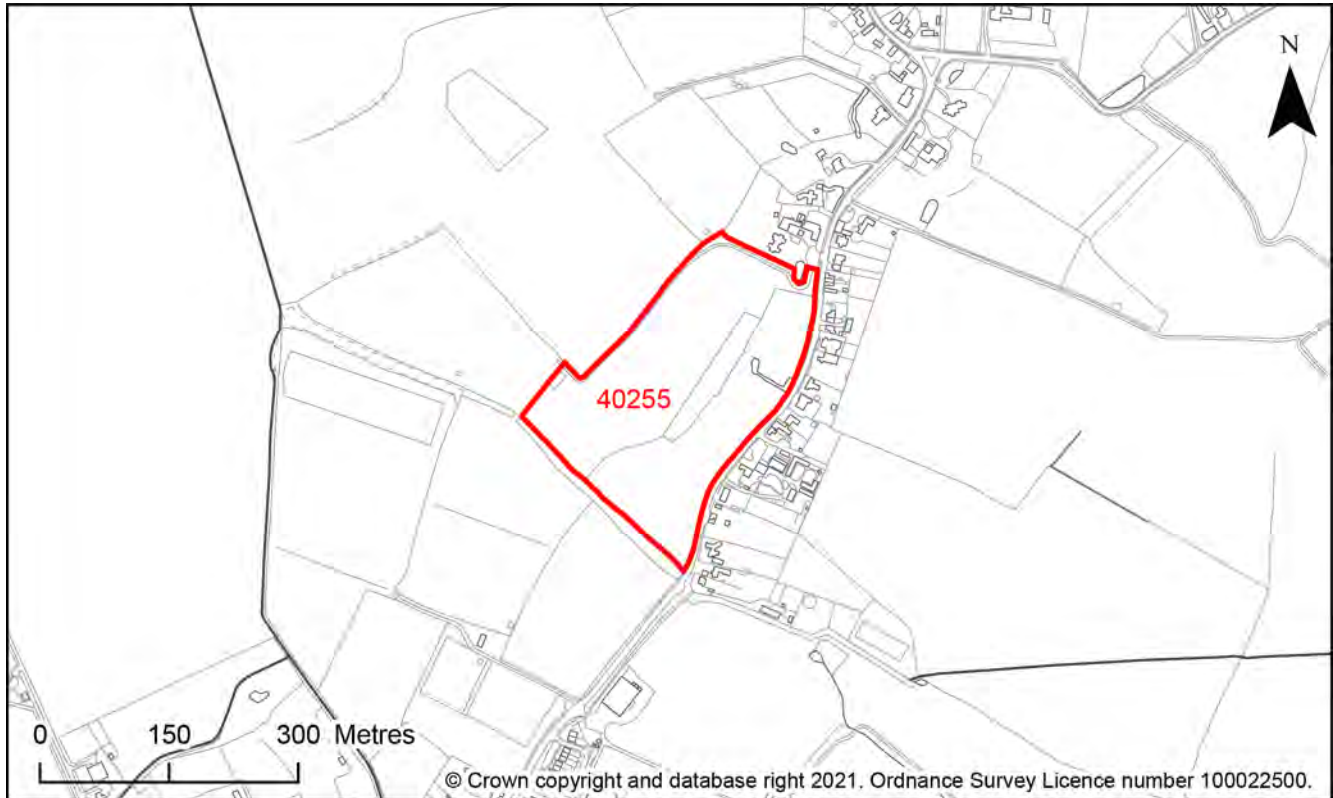 N
40255
0 150 300 Metres
© Crown copyright and database right 2021. Ordnance Survey Licence number 100022500.